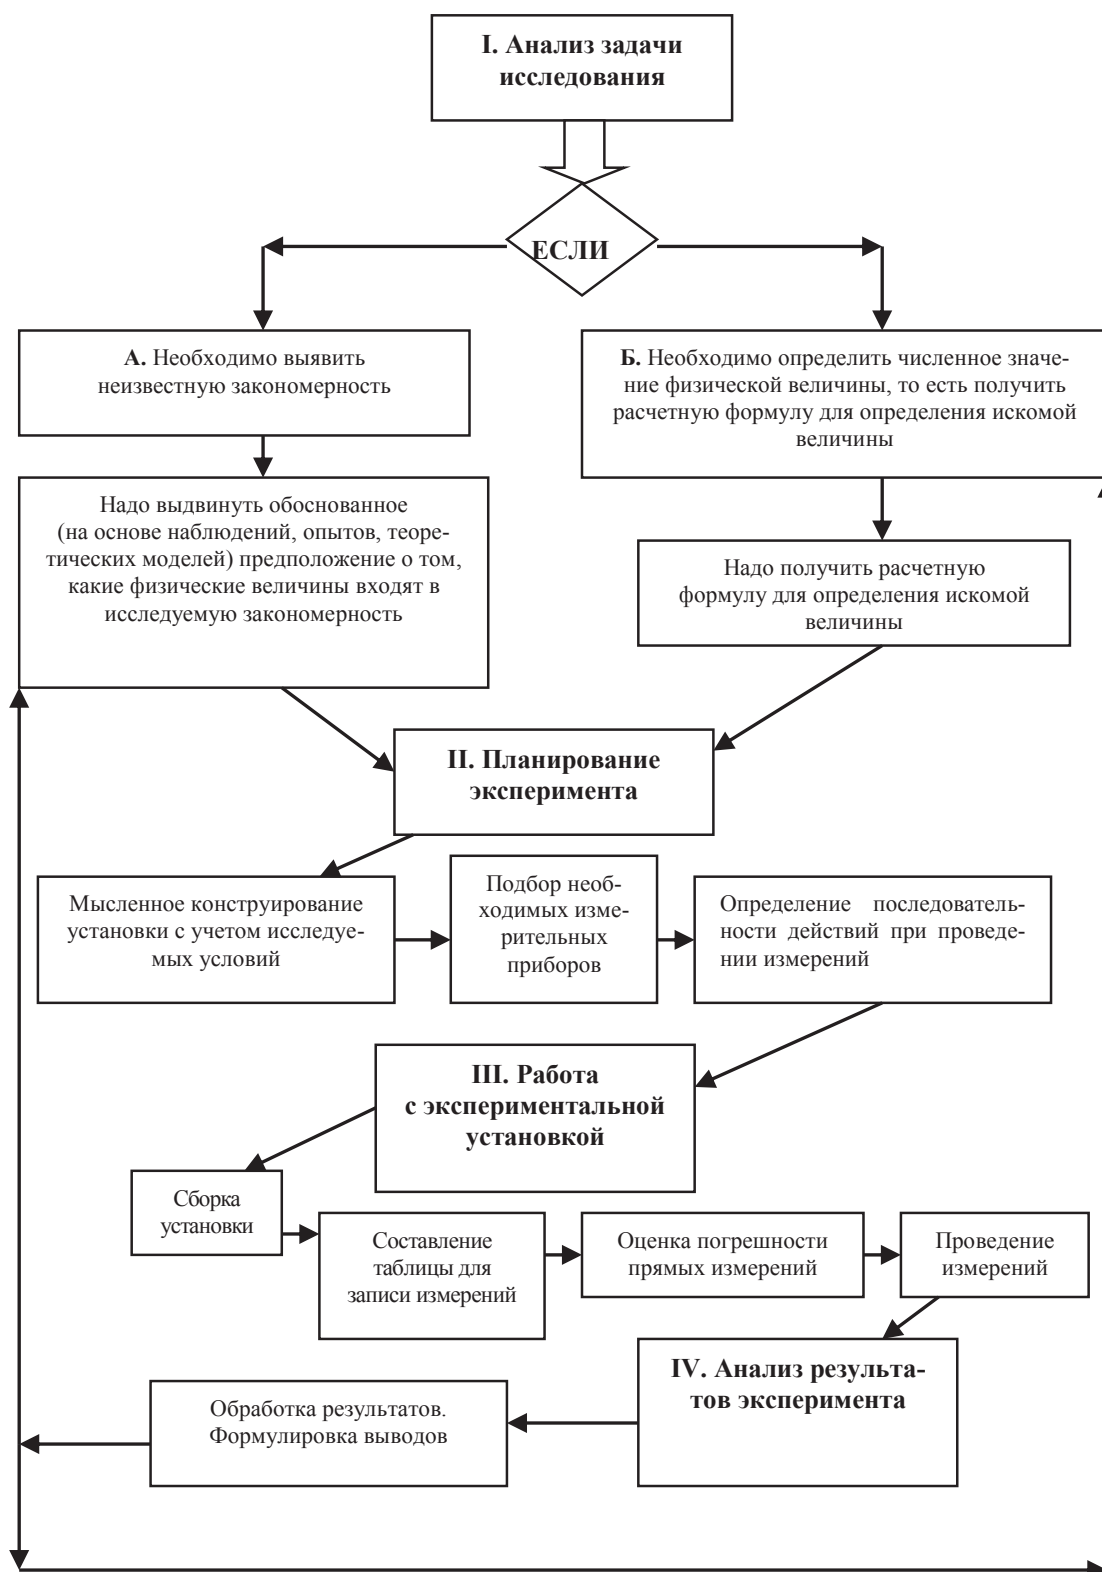 I. Анализ задачи
исследования
ЕСЛИ
А. Необходимо выявить
неизвестную закономерность
Б. Необходимо определить численное значе-
ние физической величины, то есть получить
расчетную формулу для определения искомой
величины
Надо выдвинуть обоснованное
(на основе наблюдений, опытов, теоре-
тических моделей) предположение о том,
какие физические величины входят в
исследуемую закономерность
Надо получить расчетную
формулу для определения искомой
величины
II. Планирование
эксперимента
Мысленное конструирование
установки с учетом исследуе-
мых условий
Подбор необ-
ходимых изме-
рительных
приборов
Определение последователь-
ности действий при проведе-
нии измерений
III. Работа
с экспериментальной
установкой
Сборка
установки
Составление
таблицы для
записи измерений
Оценка погрешности
прямых измерений
Проведение
измерений
IV. Анализ результа-
тов эксперимента
Обработка результатов.
Формулировка выводов